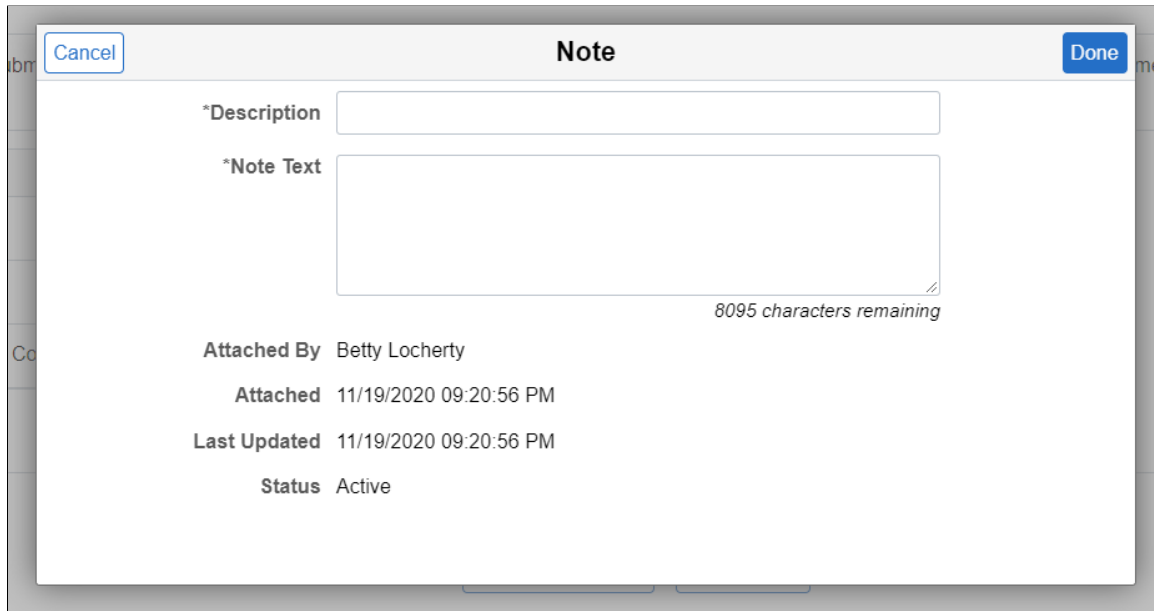 Cancel Note Done
*Description
*Note Text
8095 characters remaining
Attached By Betty Locherty
Attached 11/19/2020 09:20:56 PM
Last Updated 11/19/2020 09:20:56 PM
Status Active